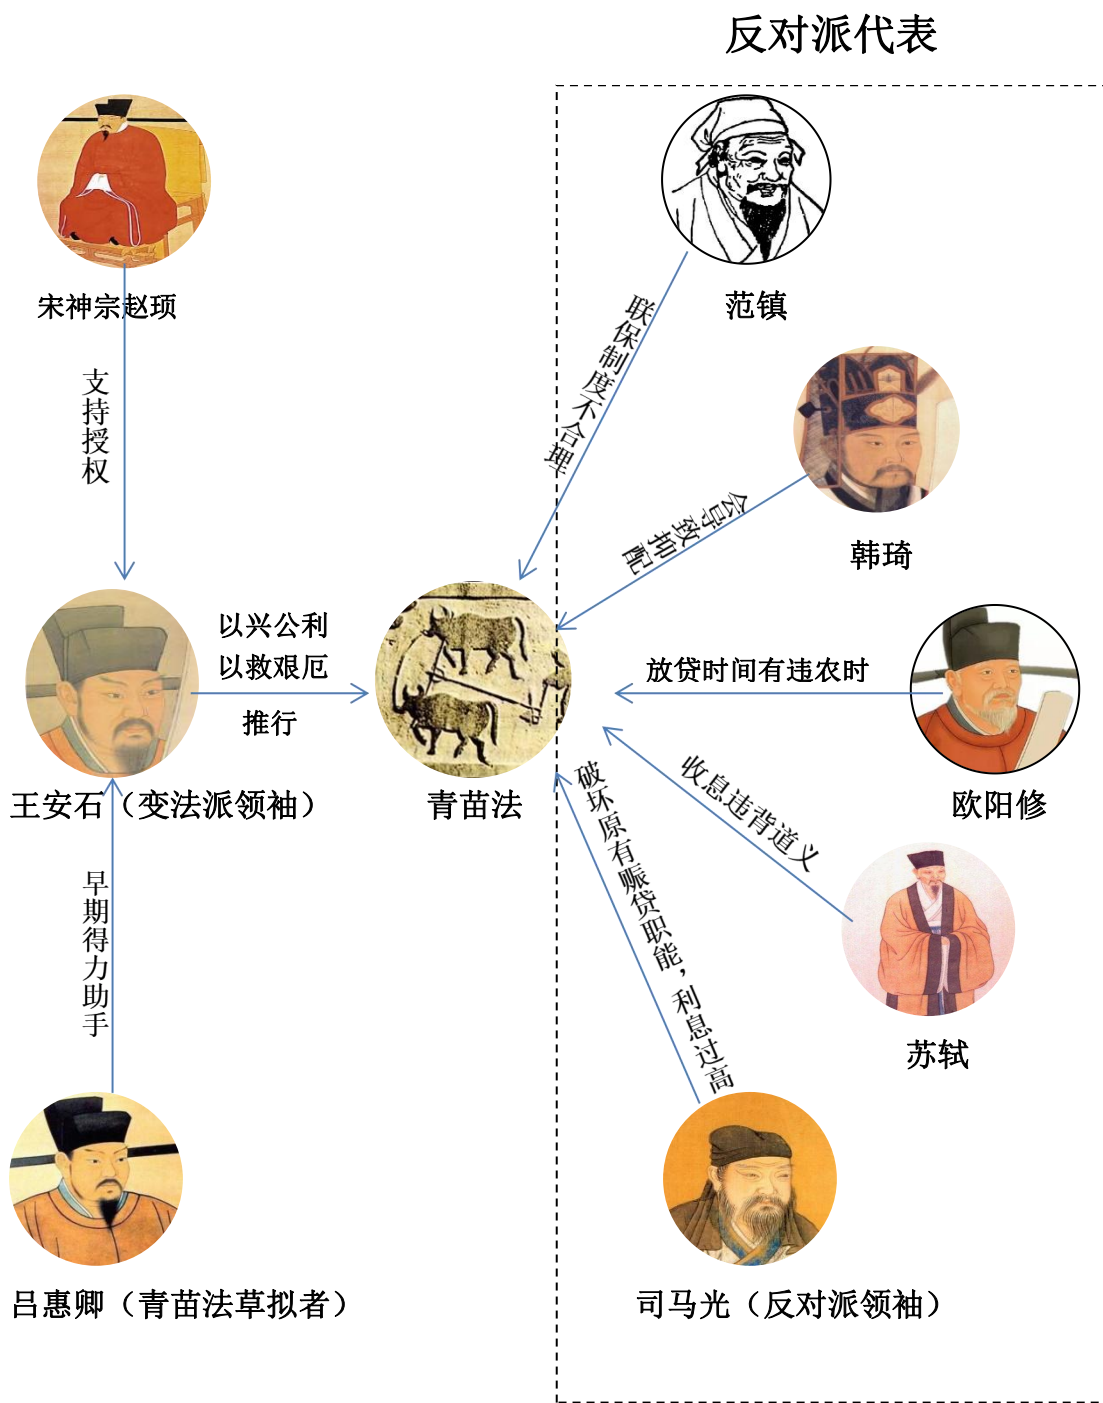 反对派代表
宋神宗赵顼
支持授权
范镇
联保制度不合理
韩琦
会导致抑配
以兴公利
以救艰厄
推行
放贷时间有违农时
王安石（变法派领袖）
青苗法
欧阳修
收息违背道义
破坏原有赈贷职能，利息过高
早期得力助手
苏轼
吕惠卿（青苗法草拟者）
司马光（反对派领袖）